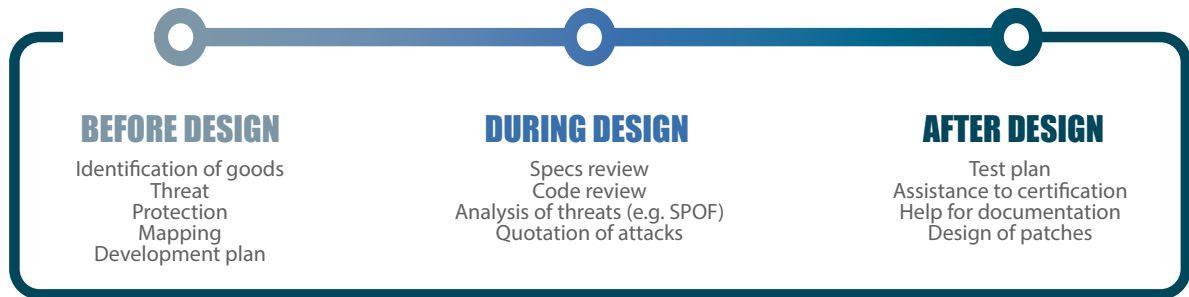 BEFORE DESIGN
Identification of goods
Threat
Protection
Mapping
Development plan
DURING DESIGN
Specs review
Code review
Analysis of threats (e.g. SPOF)
Quotation of attacks
AFTER DESIGN
Test plan
Assistance to certification
Help for documentation
Design of patches